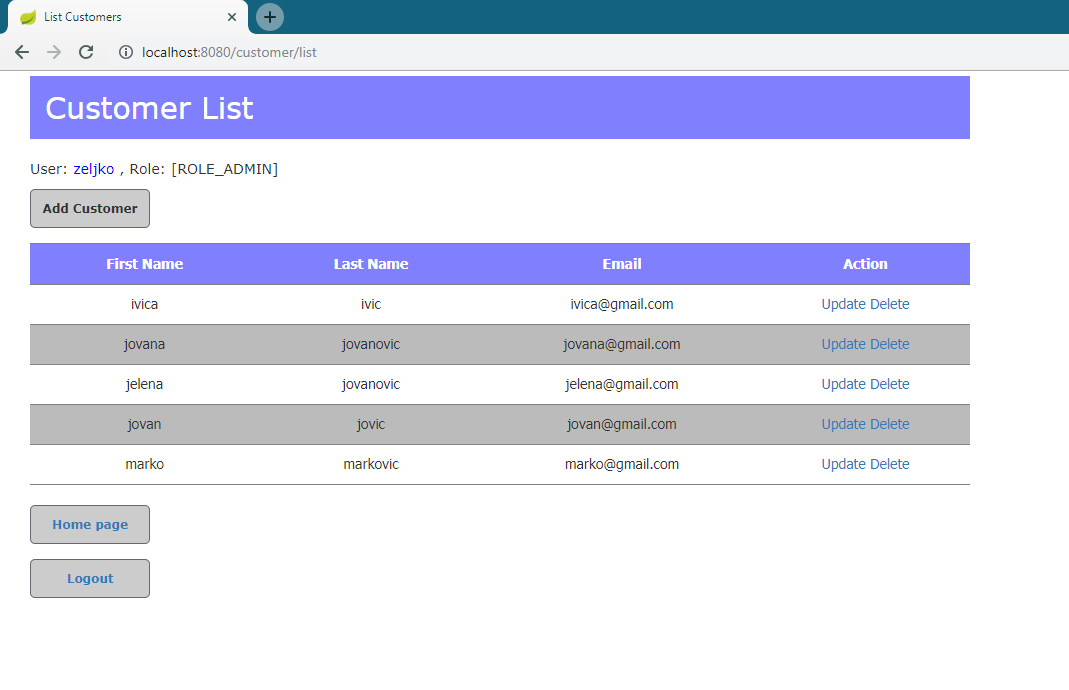 List Customers
localhost:8080/customer/list
Customer List
User: zeljko , Role: [ROLE_ADMIN]
Add Customer
First Name Last Name Email Action
ivica ivic ivica@gmail.com Update Delete
jovana jovanovic jovana@gmail.com Update Delete
jelena jovanovic jelena@gmail.com Update Delete
jovan jovic jovan@gmail.com Update Delete
marko markovic marko@gmail.com Update Delete
Home page
Logout